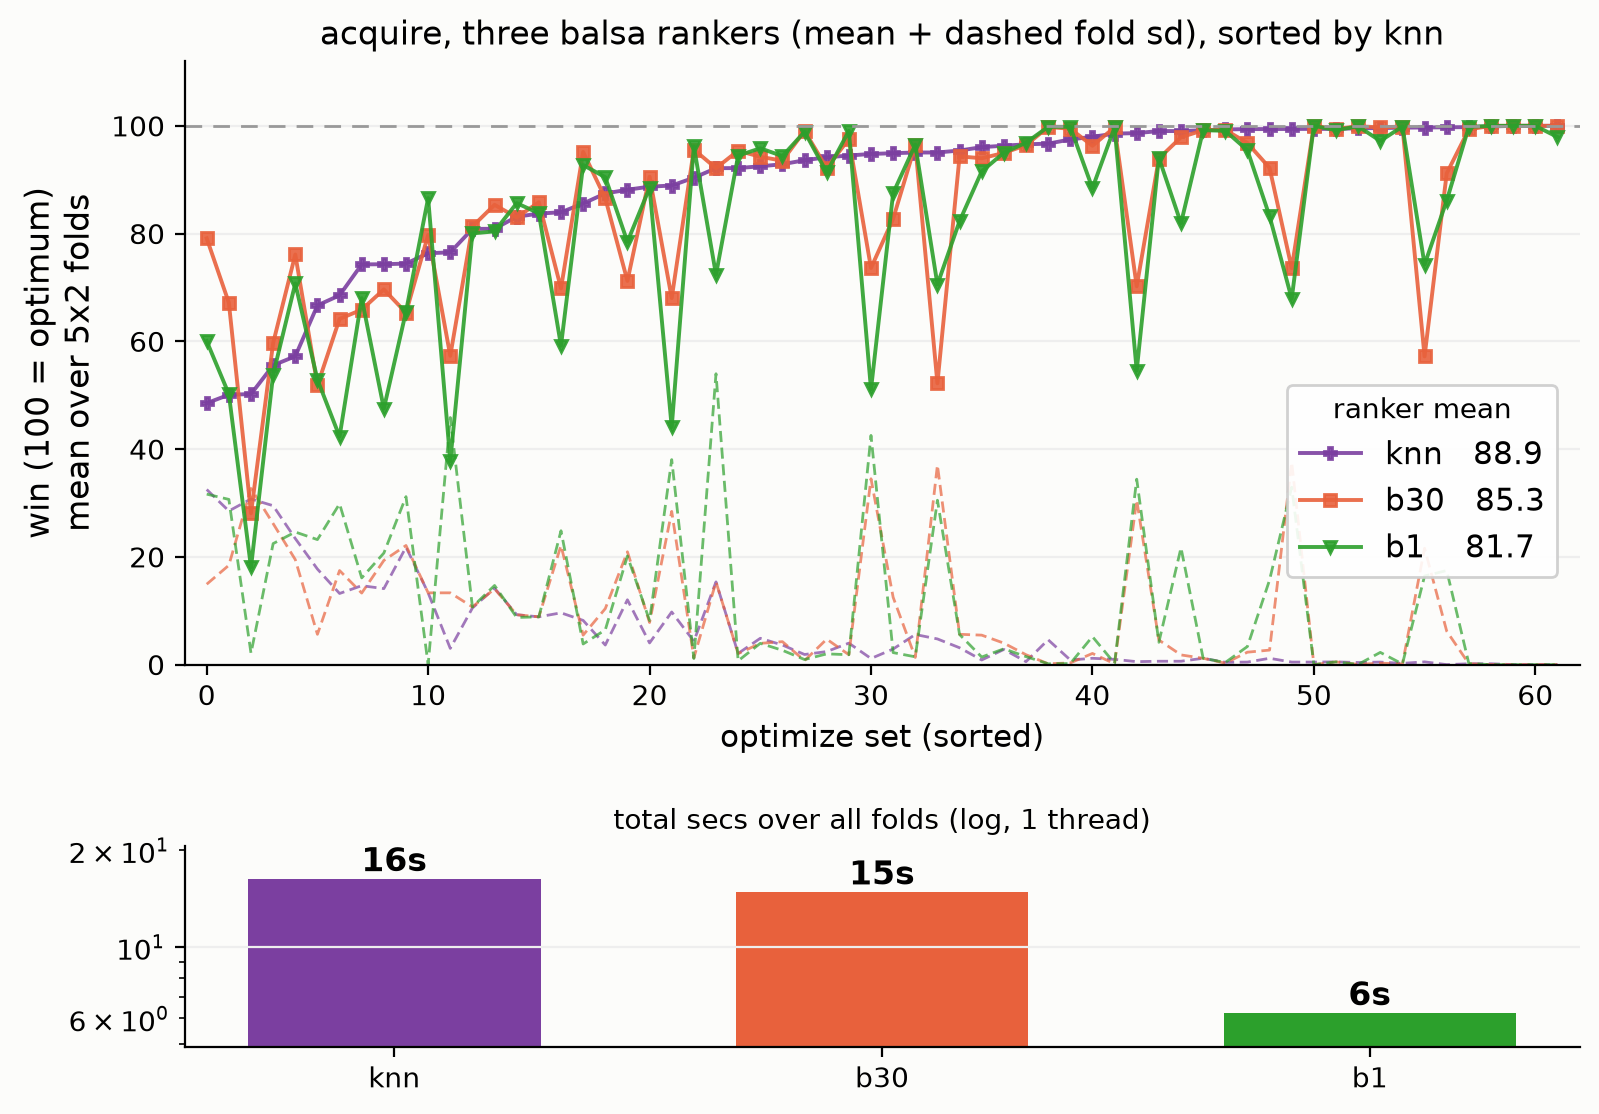 acquire, three balsa rankers (mean + dashed fold sd), sorted by knn
win (100 = optimum)
mean over 5x2 folds
100
80
60
40
20
0
ranker mean
knn 88.9
b30 85.3
b1 81.7
0 10 20 30 40 50 60
optimize set (sorted)
total secs over all folds (log, 1 thread)
2 × 10¹
10¹
6 × 10⁰
16s
15s
6s
knn b30 b1